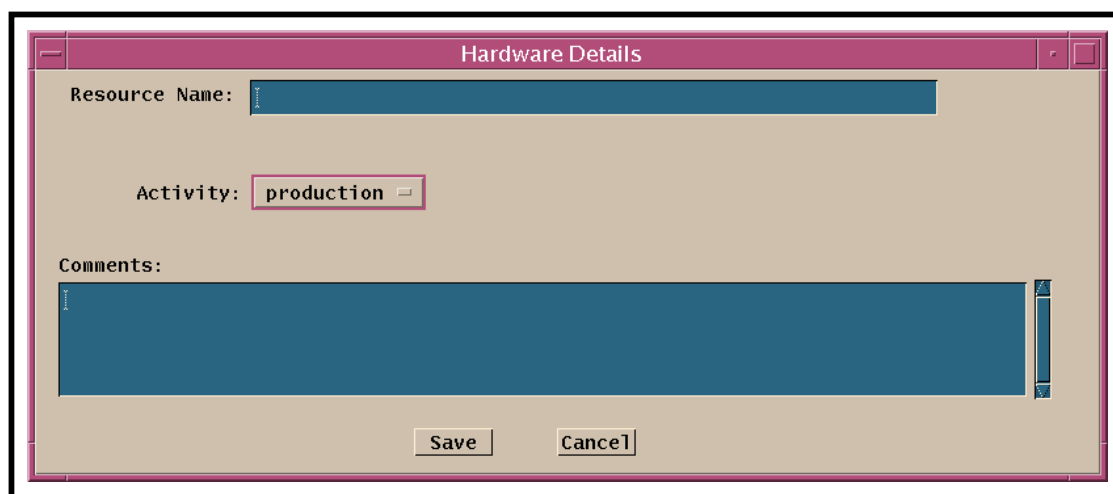 Hardware Details
Resource Name:
Activity: production
Comments:
Save Cancel